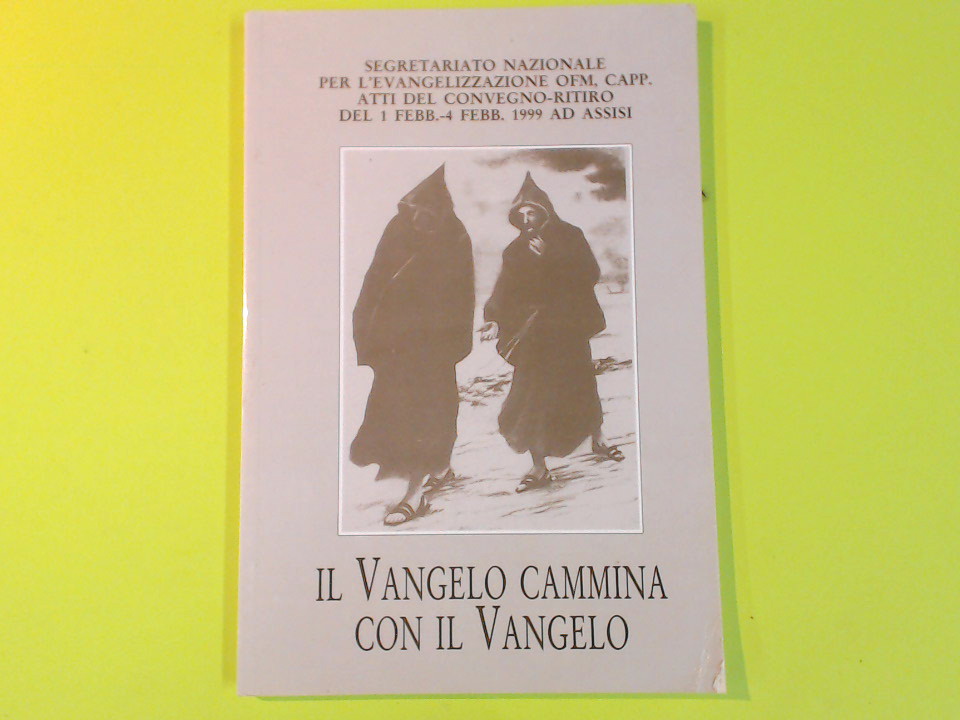 SEGRETARIATO NAZIONALE
PER L'EVANGELIZZAZIONE OFM, CAPP.
ATTI DEL CONVEGNO-RITIRO
DEL 1 FEBB.-4 FEBB. 1999 AD ASSISI
IL VANGELO CAMMINA
CON IL VANGELO